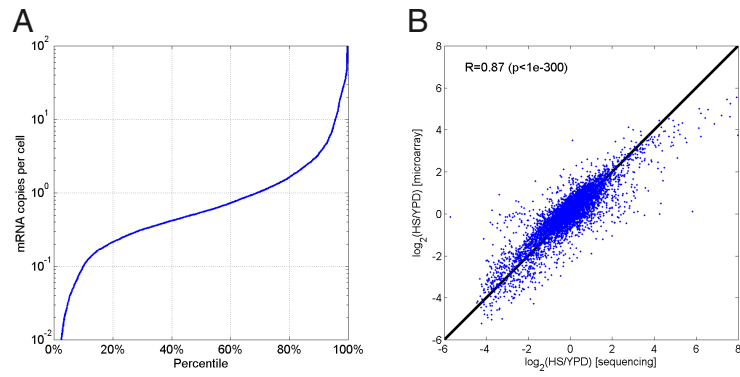 A
B
10^2
10^1
10^0
10^-1
10^-2
mRNA copies per cell
0% 20% 40% 60% 80% 100%
Percentile
R=0.87 (p<1e-300)
8
6
4
2
0
-2
-4
-6
log_2(HS/YPD) [microarray]
-6 -4 -2 0 2 4 6 8
log_2(HS/YPD) [sequencing]